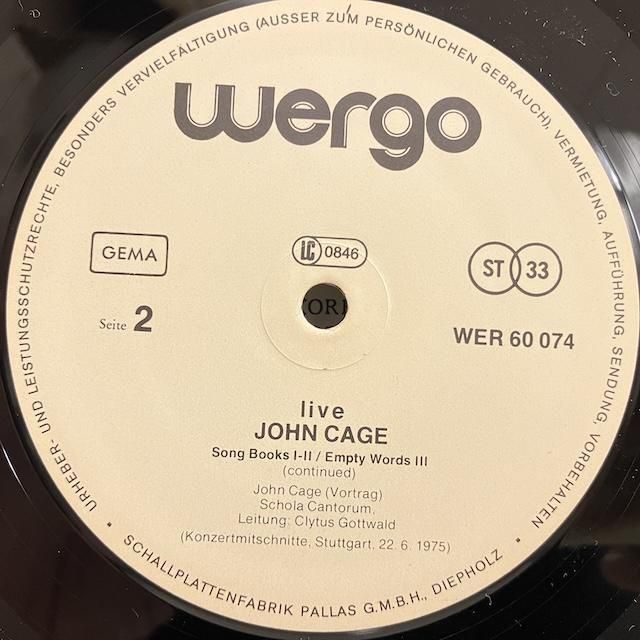 URHEBER- UND LEISTUNGSSCHUTZRECHTE, BESONDERS VERVIELFÄLTIGUNG (AUSSER ZUM PERSÖNLICHEN GEBRAUCH), VERMIETUNG, AUFFÜHRUNG, SENDUNG, VORBEHALTEN
wergo
GEMA
LC 0846
ST 33
Seite 2
WER 60 074
live
JOHN CAGE
Song Books I-II / Empty Words III
(continued)
John Cage (Vortrag)
Schola Cantorum,
Leitung: Clytus Gottwald
(Konzertmitschnitte, Stuttgart, 22. 6. 1975)
SCHALLPLATTENFABRIK PALLAS G.M.B.H., DIEPHOLZ